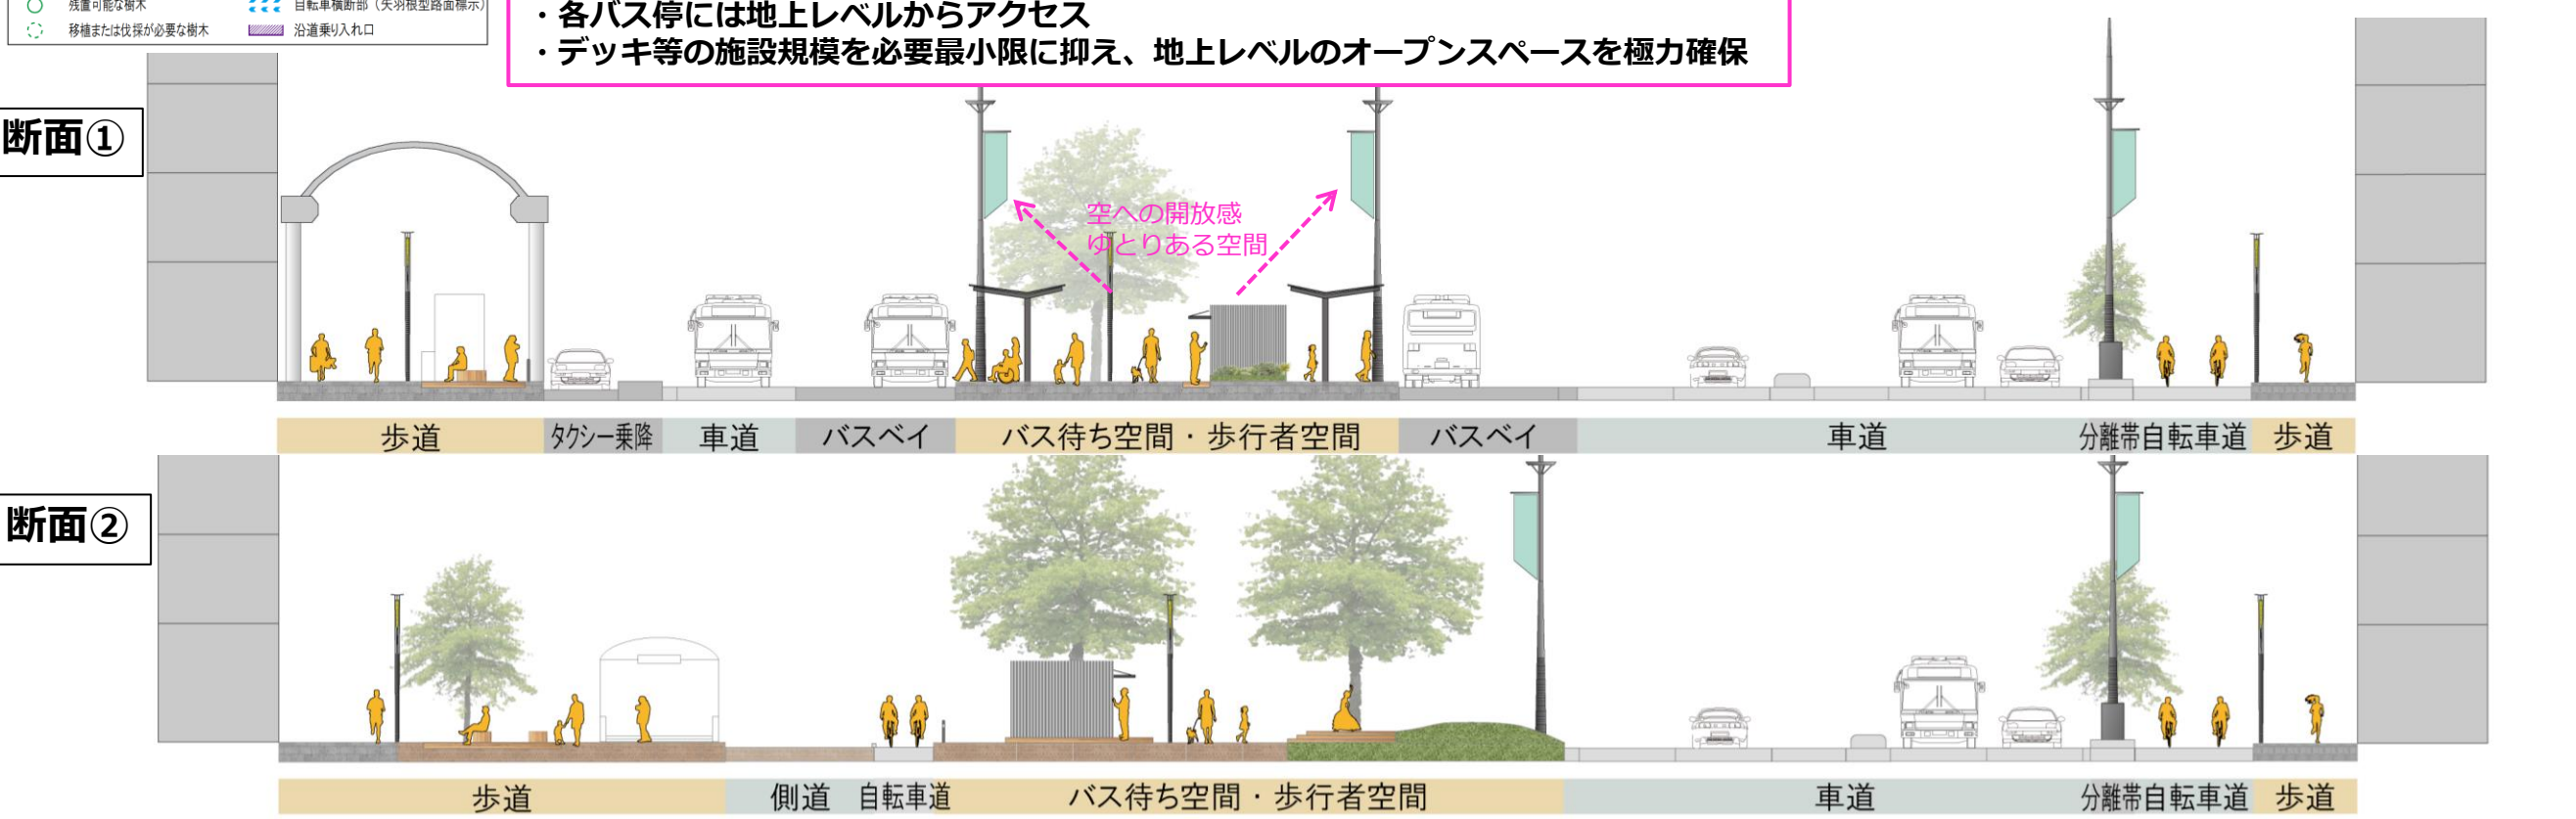 残置可能な樹木
自転車横断部（矢羽根型路面標示）
移植または伐採が必要な樹木
沿道乗り入れ口
・各バス停には地上レベルからアクセス
・デッキ等の施設規模を必要最小限に抑え、地上レベルのオープンスペースを極力確保
断面①
空への開放感
ゆとりある空間
歩道
タクシー乗降
車道
バスベイ
バス待ち空間・歩行者空間
バスベイ
車道
分離帯
自転車道
歩道
断面②
歩道
側道
自転車道
バス待ち空間・歩行者空間
車道
分離帯
自転車道
歩道